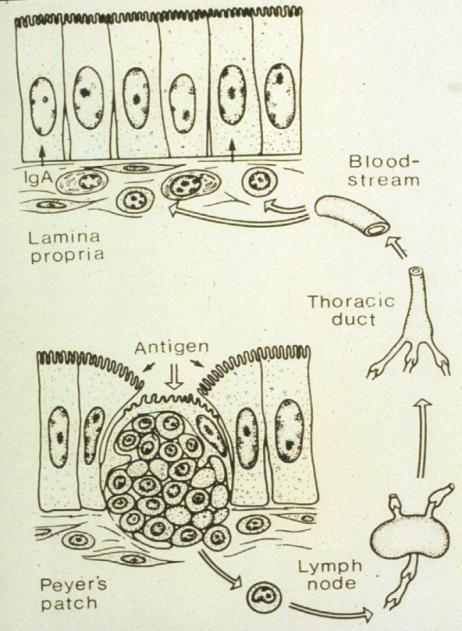 IgA
Blood-
stream
Lamina
propria
Thoracic
duct
Antigen
Lymph
node
Peyer's
patch